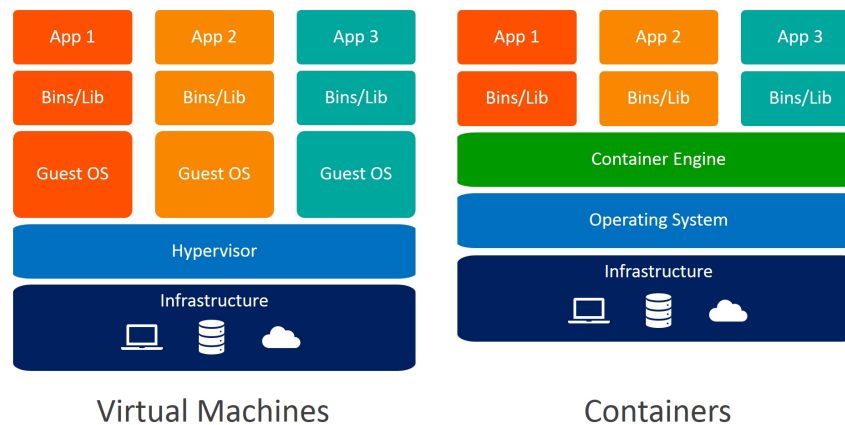 App 1
App 2
App 3
Bins/Lib
Bins/Lib
Bins/Lib
Guest OS
Guest OS
Guest OS
Hypervisor
Infrastructure
Virtual Machines
App 1
App 2
App 3
Bins/Lib
Bins/Lib
Bins/Lib
Container Engine
Operating System
Infrastructure
Containers